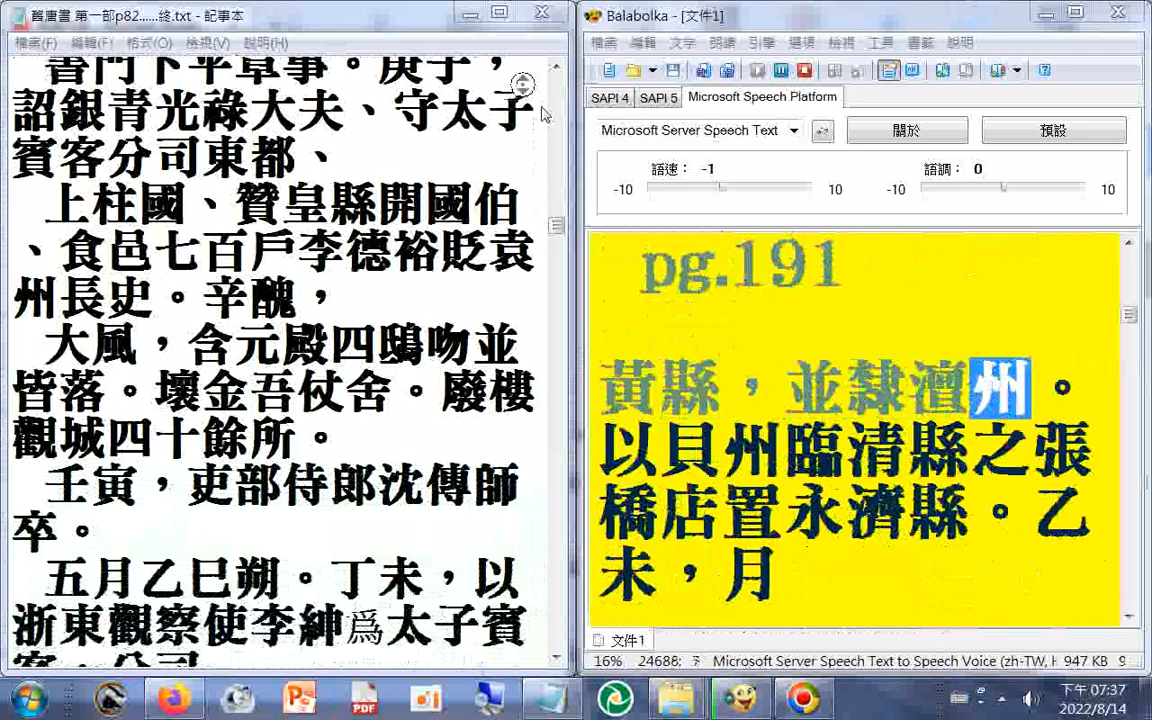 舊唐書 第一部p82......終.txt - 記事本
檔案(F) 編輯(E) 格式(O) 檢視(V) 說明(H)
書門下平章事。庚子，
詔銀青光祿大夫、守太子
賓客分司東都、
上柱國、贊皇縣開國伯
、食邑七百戶李德裕貶袁
州長史。辛醜，
大風，含元殿四鴟吻並
皆落。壞金吾仗舍。廢樓
觀城四十餘所。
壬寅，吏部侍郎沈傳師
卒。
五月乙巳朔。丁未，以
浙東觀察使李紳爲太子賓
客，分司
Balabolka - [文件1]
檔案 編輯 文字 朗讀 引擎 選項 檢視 工具 書籤 說明
SAPI 4 SAPI 5 Microsoft Speech Platform
Microsoft Server Speech Text 關於 預設
語速： -1 語調： 0
-10 10 -10 10
pg.191
黃縣，並隸澶州。
以貝州臨清縣之張
橋店置永濟縣。乙
未，月
文件1
16% 24688: Microsoft Server Speech Text to Speech Voice (zh-TW, 947 KB
下午 07:37
2022/8/14